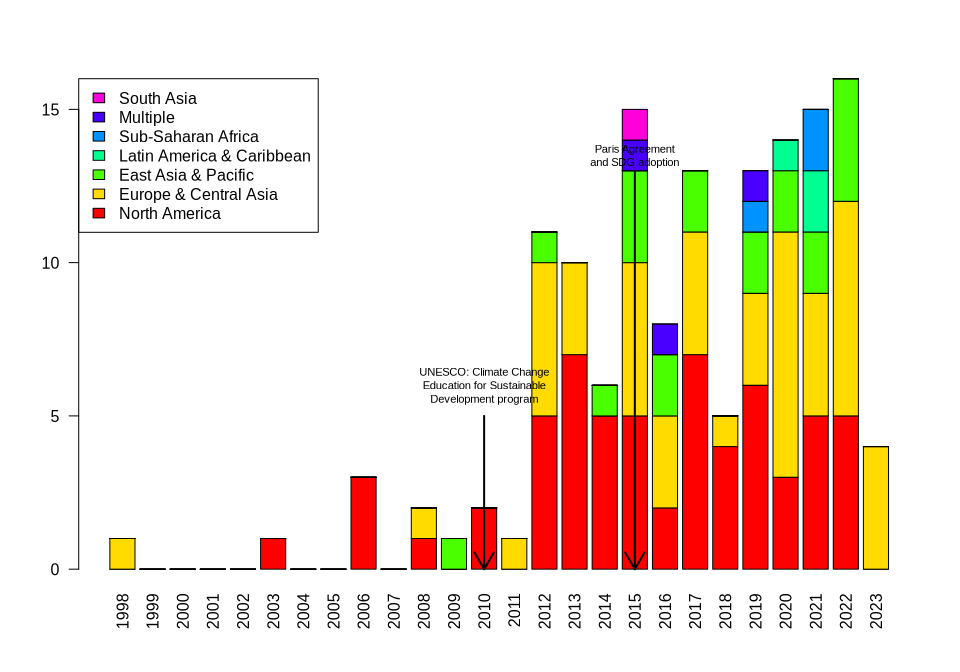 15
10
5
0
South Asia
Multiple
Sub-Saharan Africa
Latin America & Caribbean
East Asia & Pacific
Europe & Central Asia
North America
Paris Agreement
and SDG adoption
UNESCO: Climate Change
Education for Sustainable
Development program
1998
1999
2000
2001
2002
2003
2004
2005
2006
2007
2008
2009
2010
2011
2012
2013
2014
2015
2016
2017
2018
2019
2020
2021
2022
2023